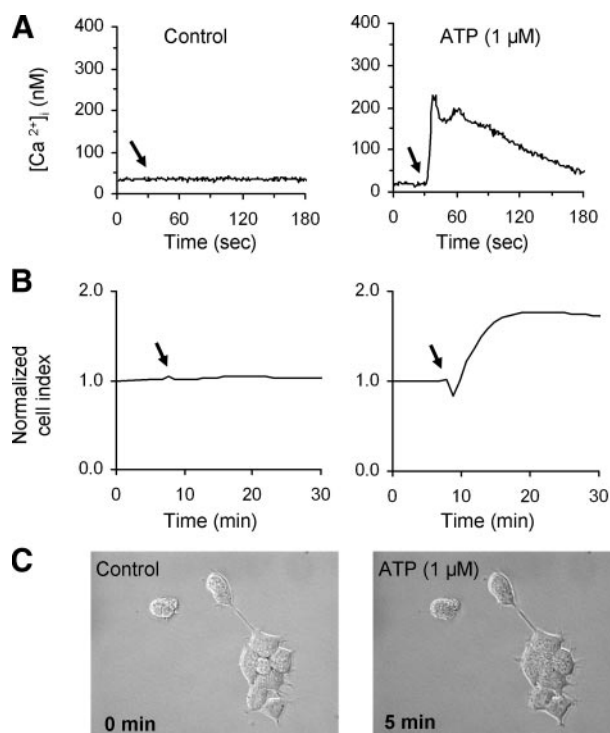 A
Control
ATP (1 µM)
[Ca 2+]i (nM)
400
300
200
100
0
0 60 120 180
Time (sec)
400
300
200
100
0
0 60 120 180
Time (sec)
B
Normalized
cell index
2.0
1.0
0.0
0 10 20 30
Time (min)
2.0
1.0
0.0
0 10 20 30
Time (min)
C
Control
0 min
ATP (1 µM)
5 min